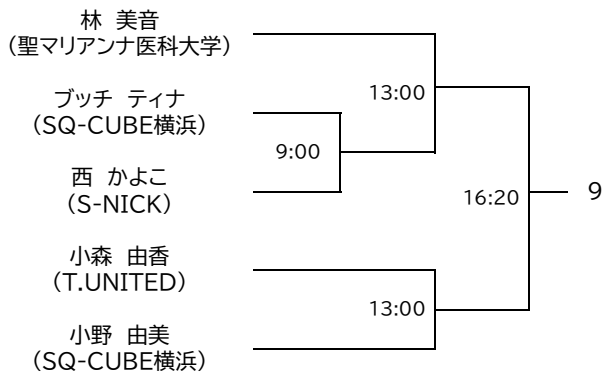 林 美音
（聖マリアンナ医科大学）
13:00
ブッチ ティナ
（SQ-CUBE横浜）
9:00
西 かよこ
（S-NICK）
16:20
9
小森 由香
（T.UNITED）
13:00
小野 由美
（SQ-CUBE横浜）